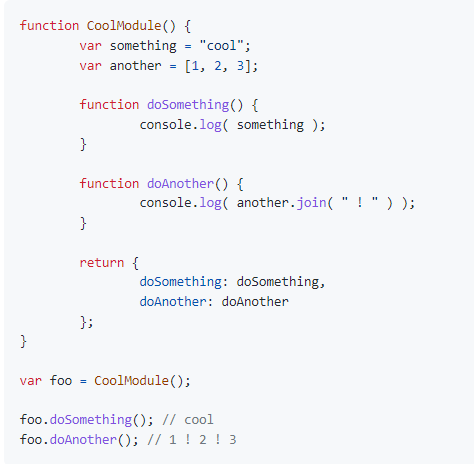 function CoolModule() {
var something = "cool";
var another = [1, 2, 3];
function doSomething() {
console.log( something );
}
function doAnother() {
console.log( another.join( " ! " ) );
}
return {
doSomething: doSomething,
doAnother: doAnother
};
}
var foo = CoolModule();
foo.doSomething(); // cool
foo.doAnother(); // 1 ! 2 ! 3